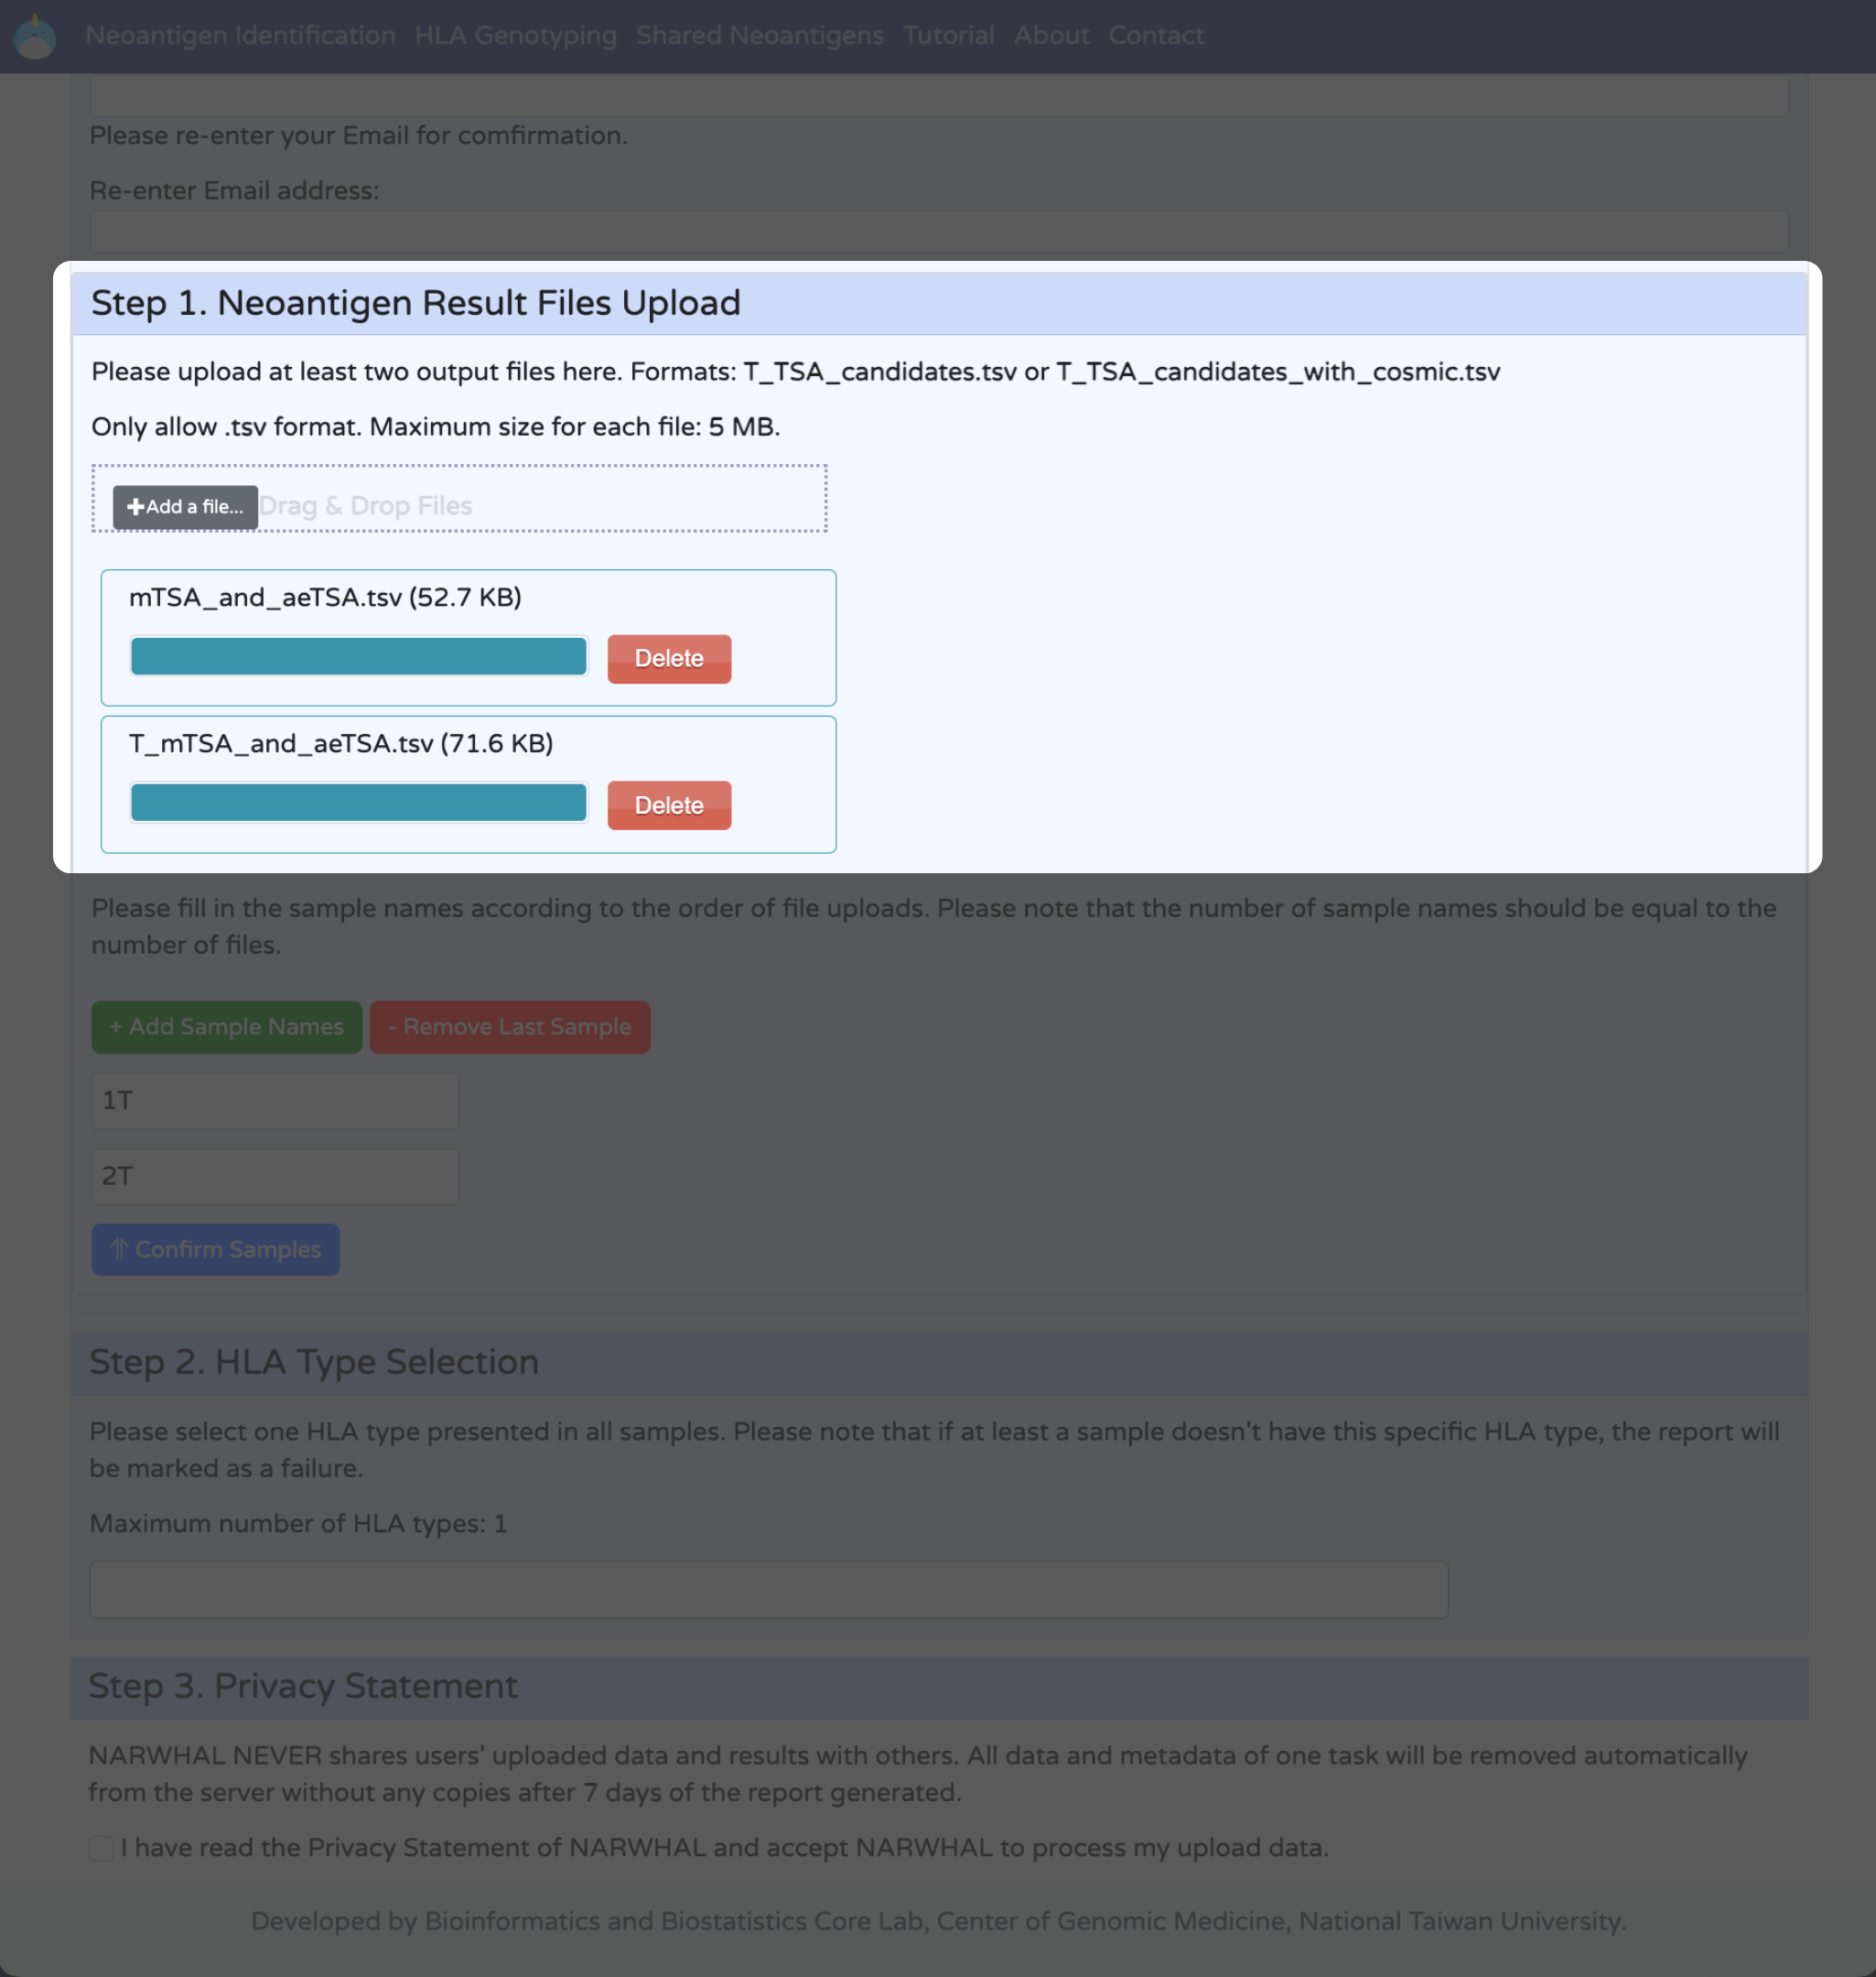 Neoantigen Identification HLA Genotyping Shared Neoantigens Tutorial About Contact
Please re-enter your Email for comfirmation.
Re-enter Email address:
Step 1. Neoantigen Result Files Upload
Please upload at least two output files here. Formats: T_TSA_candidates.tsv or T_TSA_candidates_with_cosmic.tsv
Only allow .tsv format. Maximum size for each file: 5 MB.
+Add a file... Drag & Drop Files
mTSA_and_aeTSA.tsv (52.7 KB)
Delete
T_mTSA_and_aeTSA.tsv (71.6 KB)
Delete
Please fill in the sample names according to the order of file uploads. Please note that the number of sample names should be equal to the
number of files.
+ Add Sample Names - Remove Last Sample
1T
2T
⥣ Confirm Samples
Step 2. HLA Type Selection
Please select one HLA type presented in all samples. Please note that if at least a sample doesn't have this specific HLA type, the report will
be marked as a failure.
Maximum number of HLA types: 1
Step 3. Privacy Statement
NARWHAL NEVER shares users' uploaded data and results with others. All data and metadata of one task will be removed automatically
from the server without any copies after 7 days of the report generated.
I have read the Privacy Statement of NARWHAL and accept NARWHAL to process my upload data.
Developed by Bioinformatics and Biostatistics Core Lab, Center of Genomic Medicine, National Taiwan University.